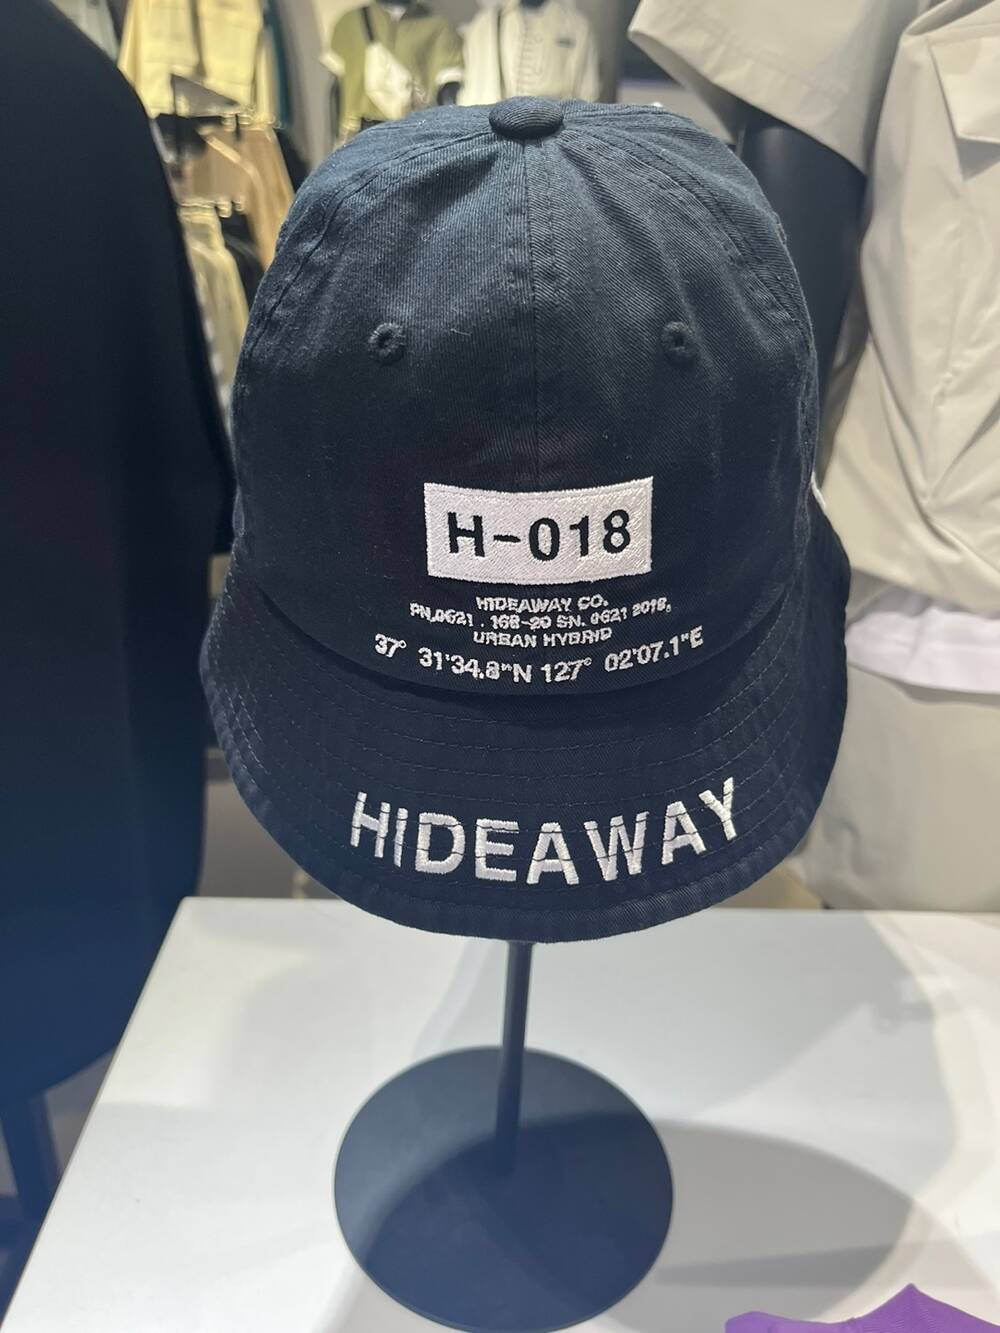 H-018
HIDEAWAY CO.
PN.0621 . 168-20 SN. 0621 2018.
URBAN HYBRID
37° 31'34.8"N 127° 02'07.1"E
HIDEAWAY